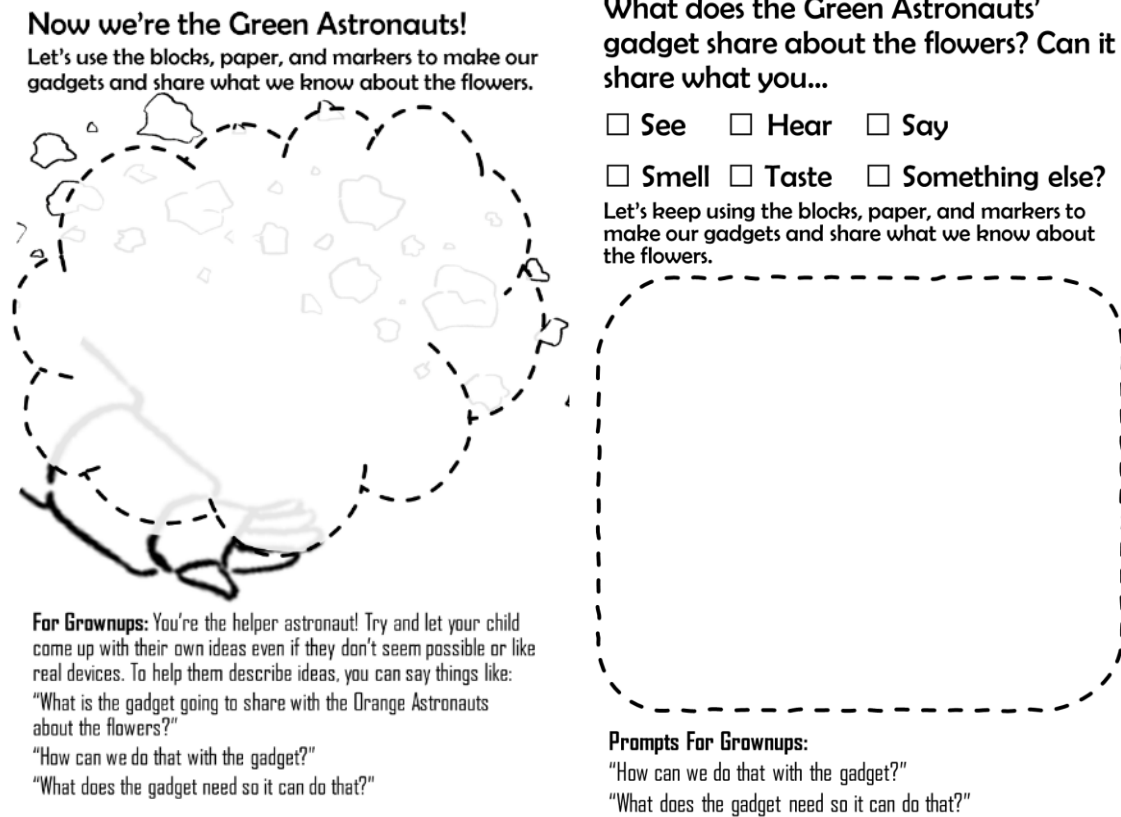 Now we're the Green Astronauts!
Let's use the blocks, paper, and markers to make our
gadgets and share what we know about the flowers.
For Grownups: You're the helper astronaut! Try and let your child
come up with their own ideas even if they don't seem possible or like
real devices. To help them describe ideas, you can say things like:
"What is the gadget going to share with the Orange Astronauts
about the flowers?"
"How can we do that with the gadget?"
"What does the gadget need so it can do that?"
What does the Green Astronauts'
gadget share about the flowers? Can it
share what you...
☐ See ☐ Hear ☐ Say
☐ Smell ☐ Taste ☐ Something else?
Let's keep using the blocks, paper, and markers to
make our gadgets and share what we know about
the flowers.
Prompts For Grownups:
"How can we do that with the gadget?"
"What does the gadget need so it can do that?"